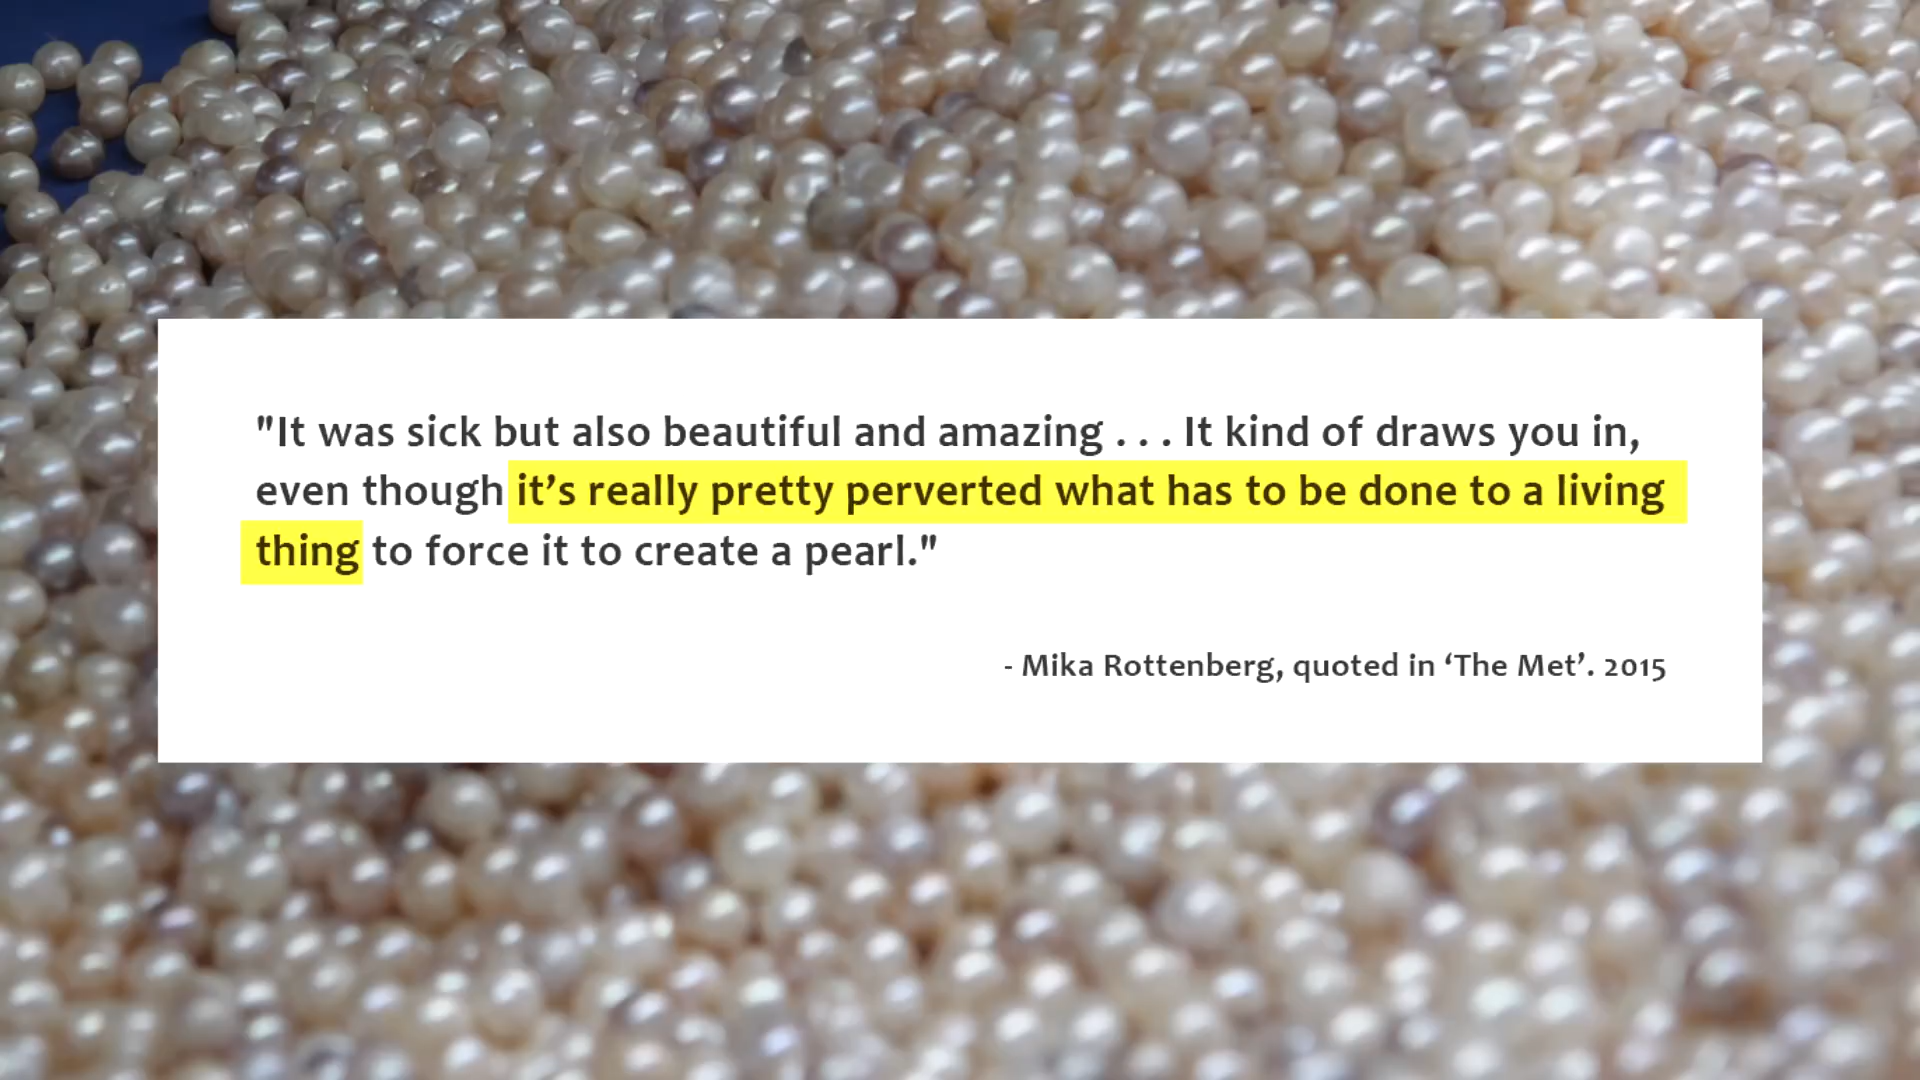 "It was sick but also beautiful and amazing . . . It kind of draws you in,
even though it’s really pretty perverted what has to be done to a living
thing to force it to create a pearl."
- Mika Rottenberg, quoted in ‘The Met’. 2015